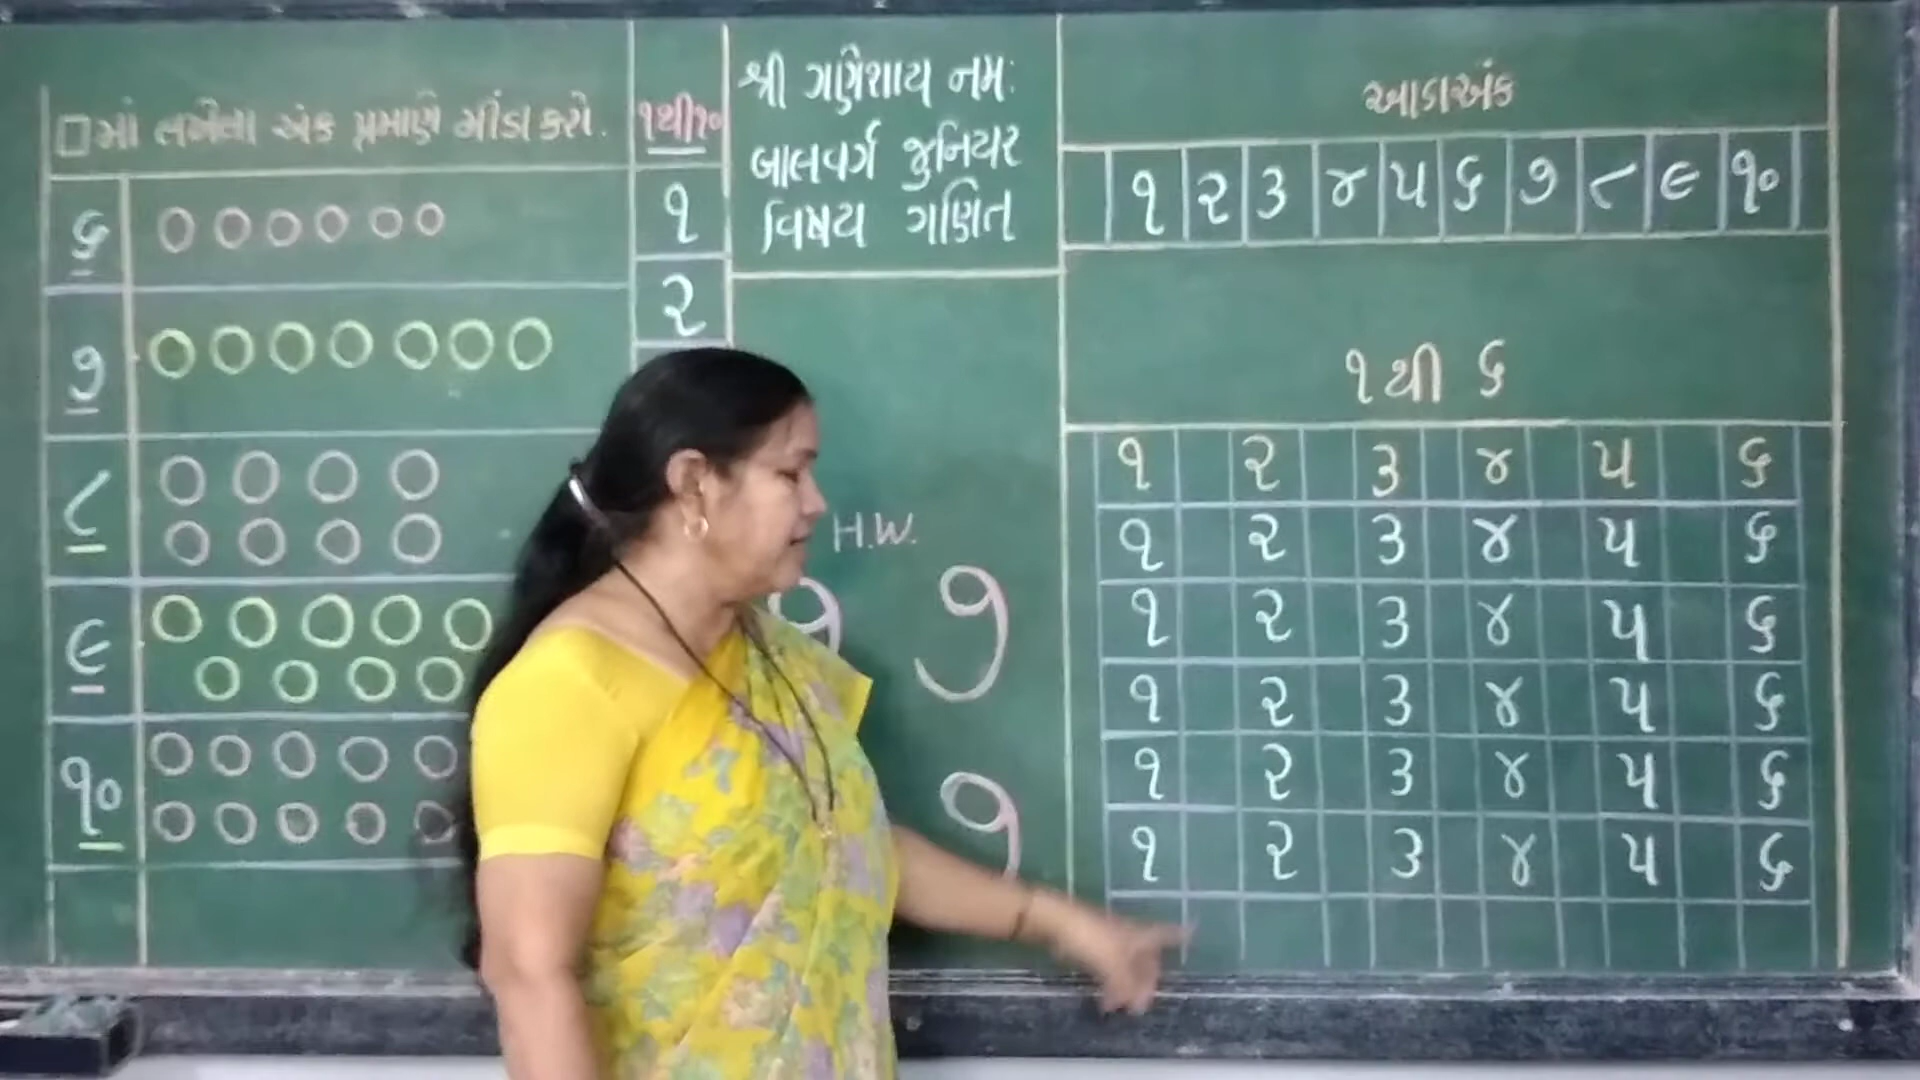 □માં લખેલા અંક પ્રમાણે મીંડા કરો.
૬
૭
૮
૯
૧૦
૧થી૧૦
૧
૨
શ્રી ગણેશાય નમઃ
બાલવર્ગ જુનિયર
વિષય ગણિત
H.W.
૭ ૭
૭
આડાઅંક
૧ ૨ ૩ ૪ ૫ ૬ ૭ ૮ ૯ ૧૦
૧થી ૬
૧ ૨ ૩ ૪ ૫ ૬
૧ ૨ ૩ ૪ ૫ ૬
૧ ૨ ૩ ૪ ૫ ૬
૧ ૨ ૩ ૪ ૫ ૬
૧ ૨ ૩ ૪ ૫ ૬
૧ ૨ ૩ ૪ ૫ ૬